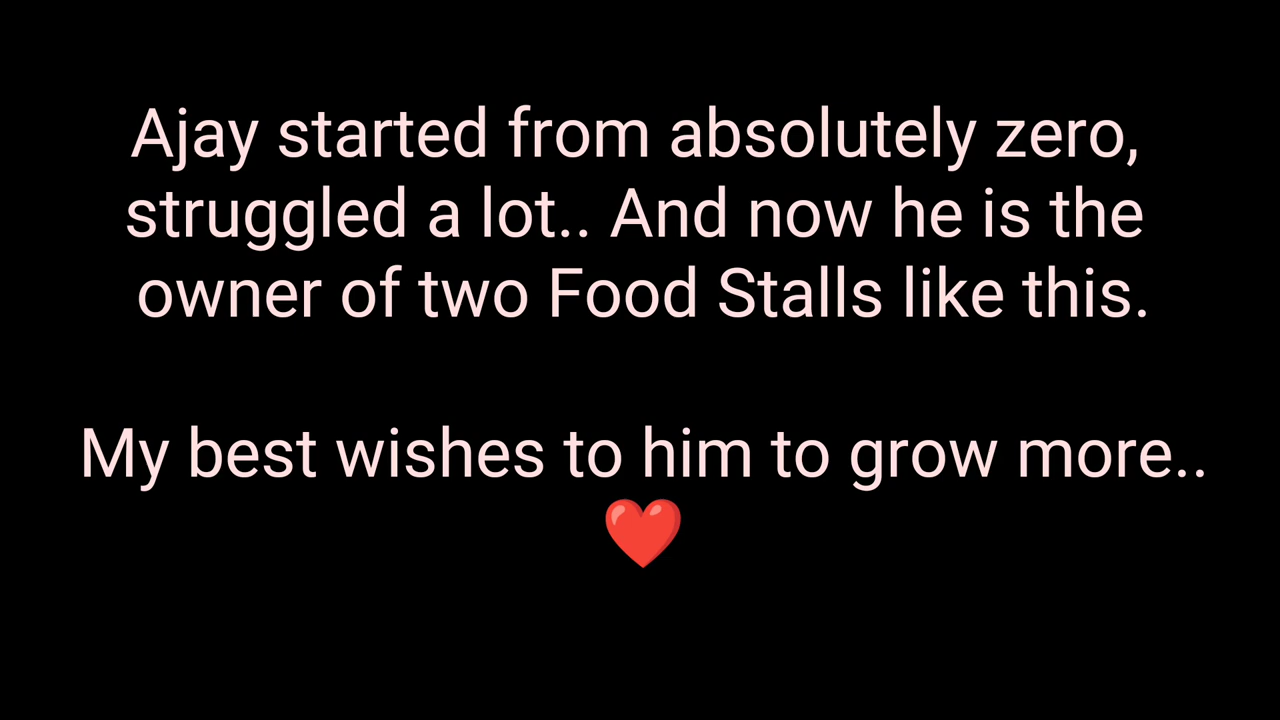 Ajay started from absolutely zero,
struggled a lot.. And now he is the
owner of two Food Stalls like this.
My best wishes to him to grow more..
❤️